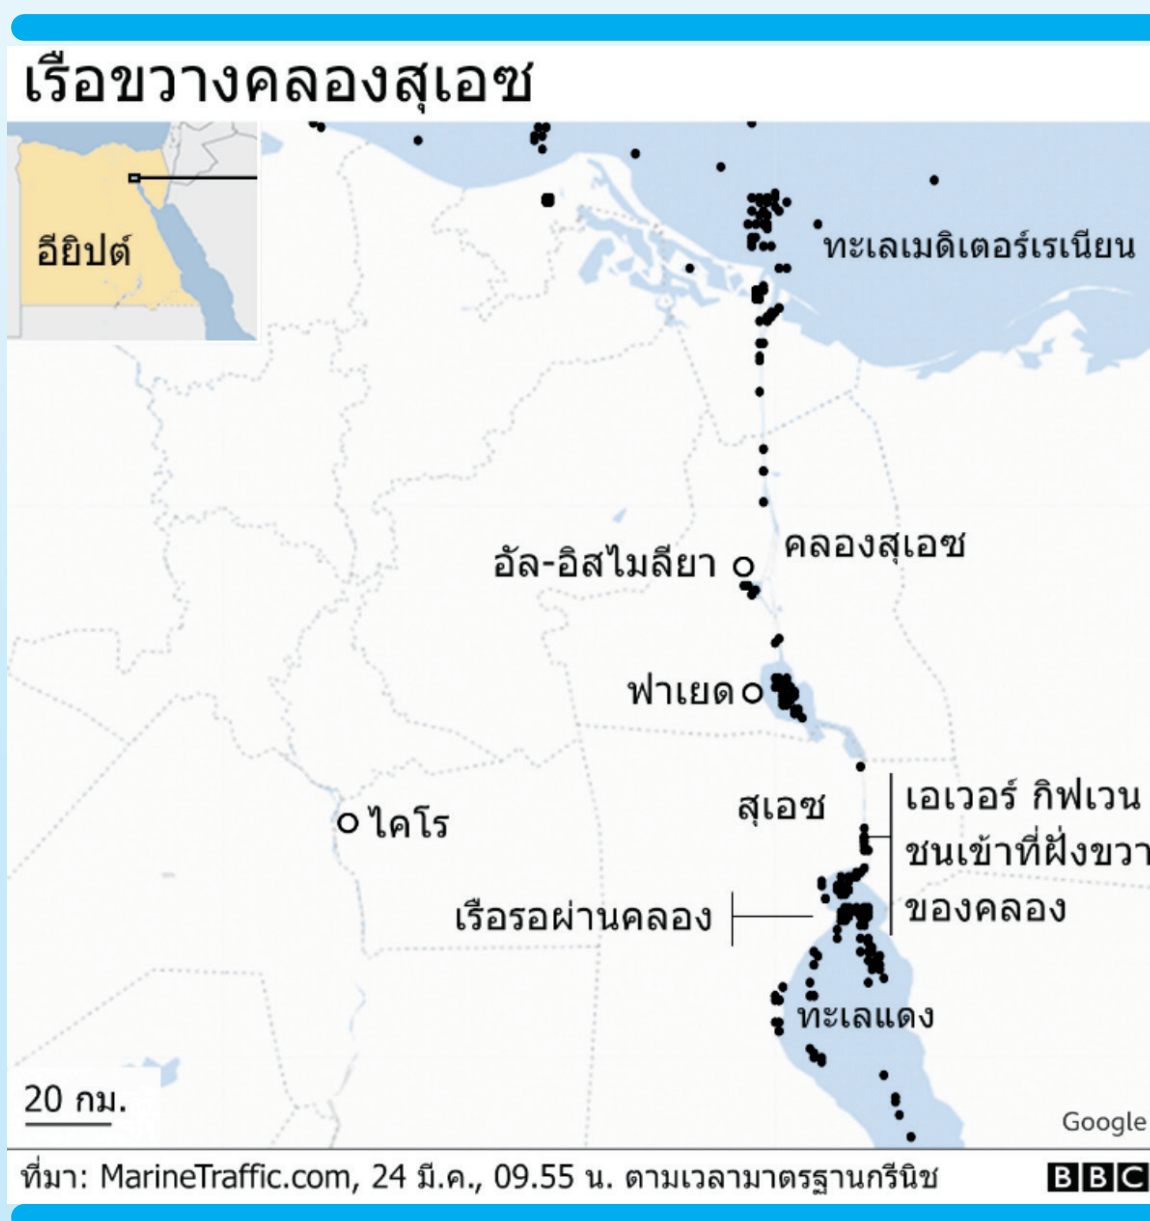 เรือขวางคลองสุเอซ
อียิปต์
ทะเลเมดิเตอร์เรเนียน
คลองสุเอซ
อัล-อิสไมลียา
ฟาเยด
สุเอซ
เอเวอร์ กิฟเวน
ชนเข้าที่ฝั่งขวา
ของคลอง
ไคโร
เรือรอผ่านคลอง
ทะเลแดง
20 กม.
Google
ที่มา: MarineTraffic.com, 24 มี.ค., 09.55 น. ตามเวลามาตรฐานกรีนิช
BBC